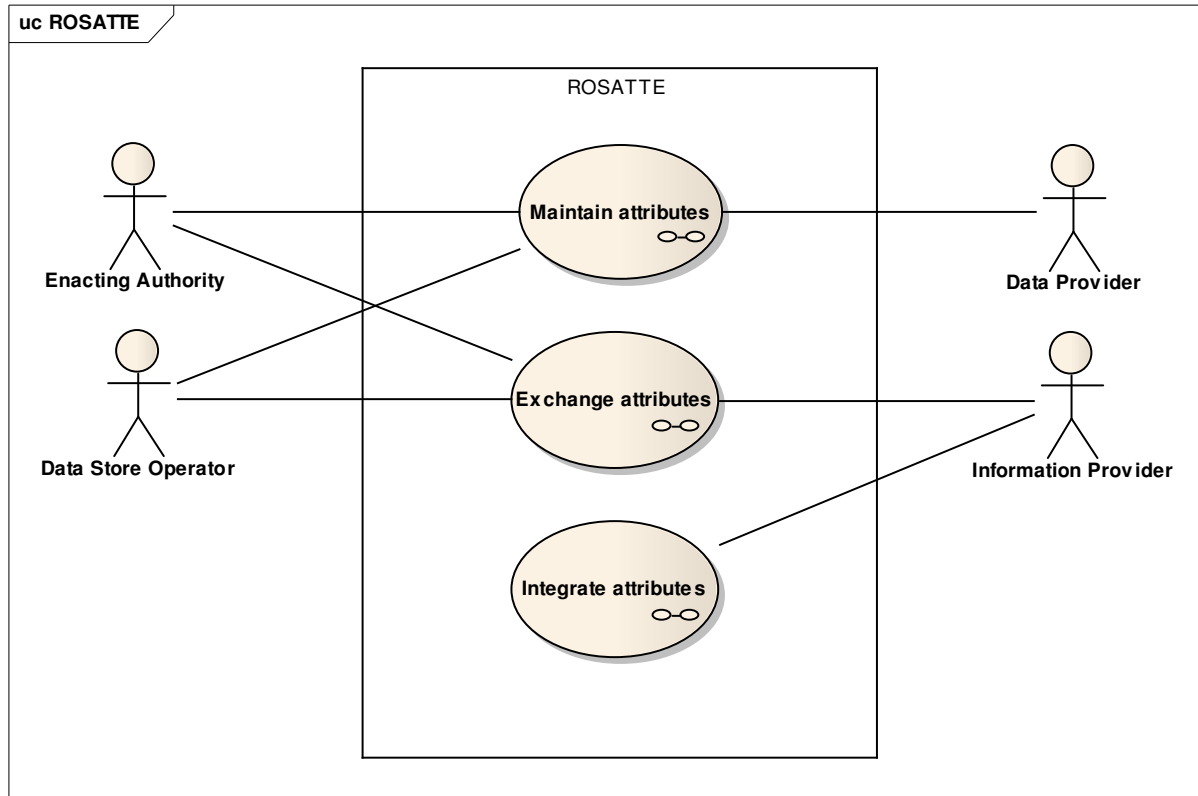 uc ROSATTE
ROSATTE
Maintain attributes
Enacting Authority
Data Provider
Exchange attributes
Data Store Operator
Information Provider
Integrate attributes